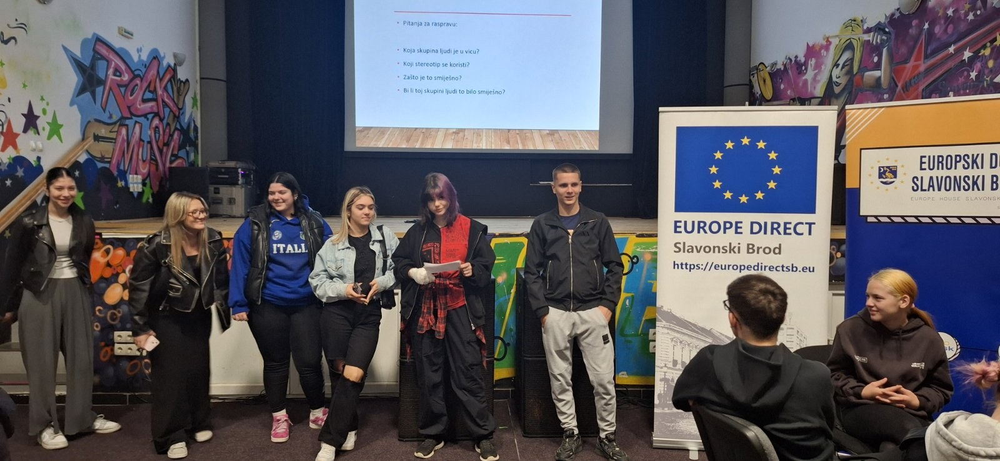 • Pitanja za raspravu:
• Koja skupina ljudi je u vicu?
• Koji stereotip se koristi?
• Zašto je to smiješno?
• Bi li toj skupini ljudi to bilo smiješno?
ROCK
MUSIC
ITALIA
EUROPE DIRECT
Slavonski Brod
https://europedirectsb.eu
EUROPSKI DO
SLAVONSKI B
EUROPE HOUSE SLAVONSK